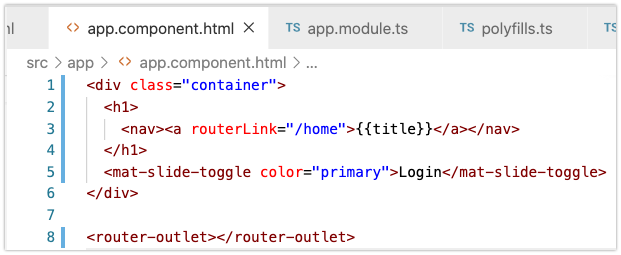 ml <> app.component.html × TS app.module.ts TS polyfills.ts
src > app > <> app.component.html > ...
1 <div class="container">
2 <h1>
3 <nav><a routerLink="/home">{{title}}</a></nav>
4 </h1>
5 <mat-slide-toggle color="primary">Login</mat-slide-toggle>
6 </div>
7
8 <router-outlet></router-outlet>